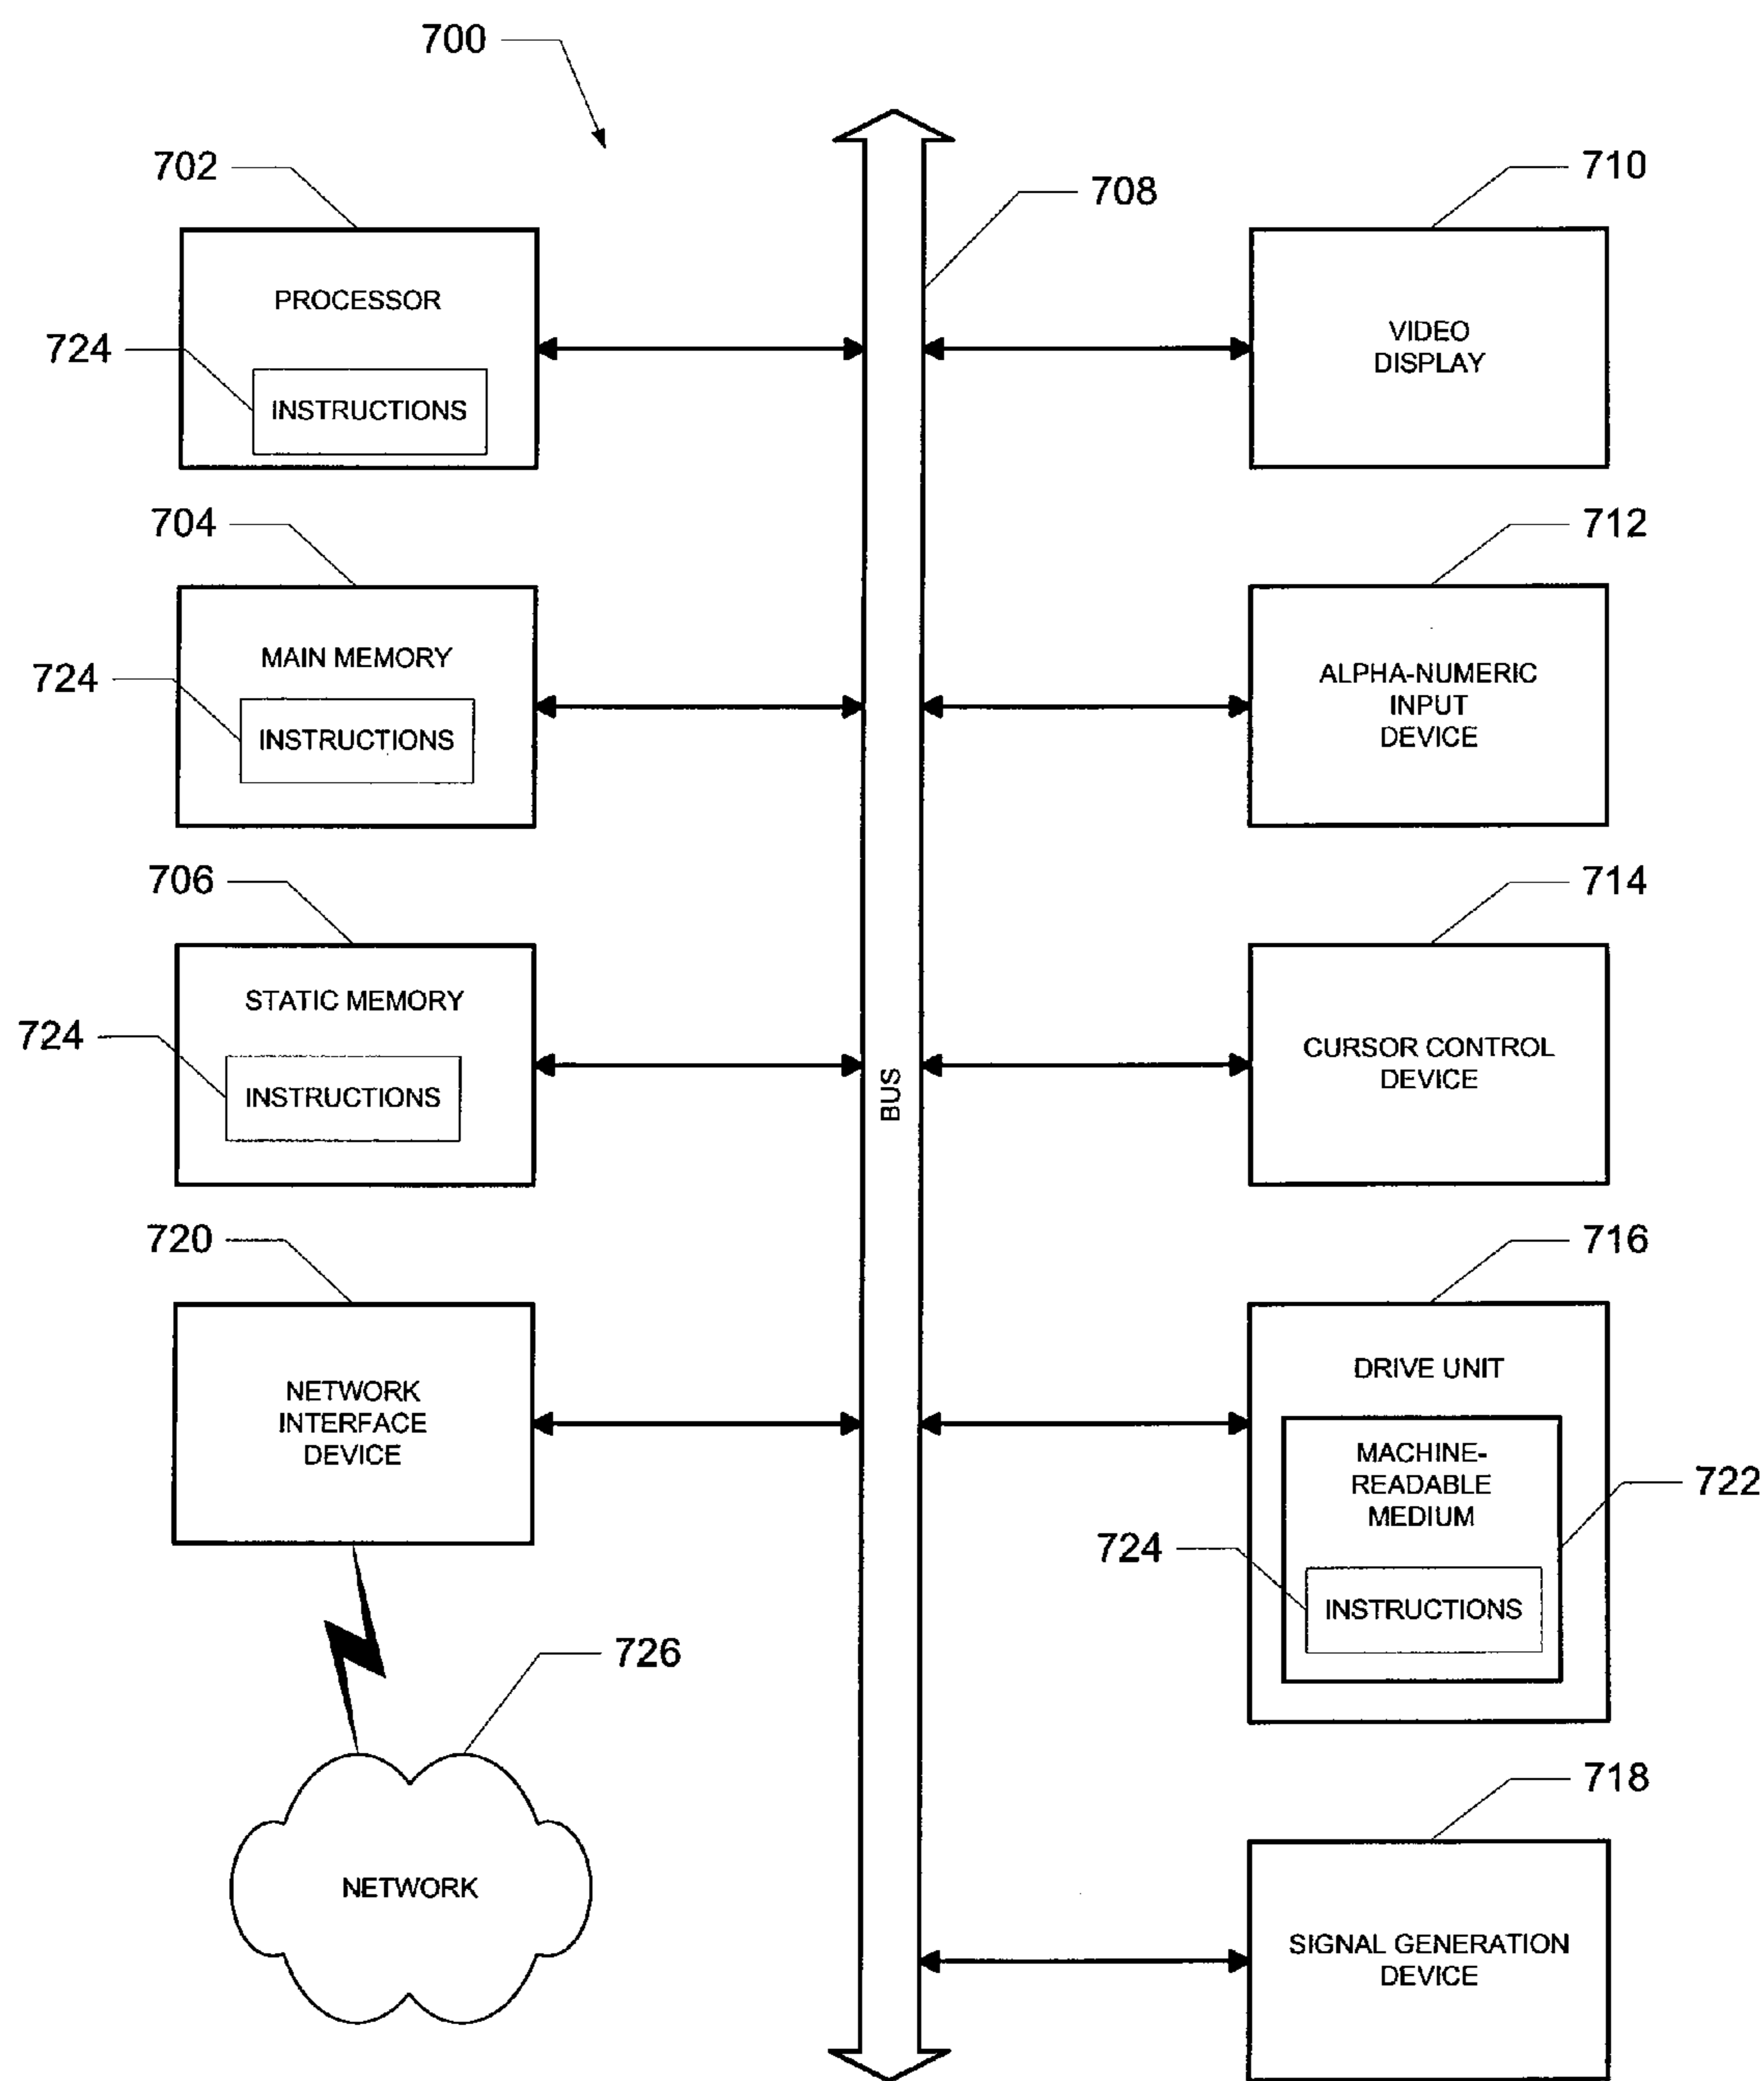 700
702
708
710
PROCESSOR
724
INSTRUCTIONS
VIDEO
DISPLAY
704
712
MAIN MEMORY
724
INSTRUCTIONS
ALPHA-NUMERIC
INPUT
DEVICE
706
714
STATIC MEMORY
724
INSTRUCTIONS
BUS
CURSOR CONTROL
DEVICE
720
716
NETWORK
INTERFACE
DEVICE
DRIVE UNIT
MACHINE-
READABLE
MEDIUM
722
724
INSTRUCTIONS
726
NETWORK
718
SIGNAL GENERATION
DEVICE